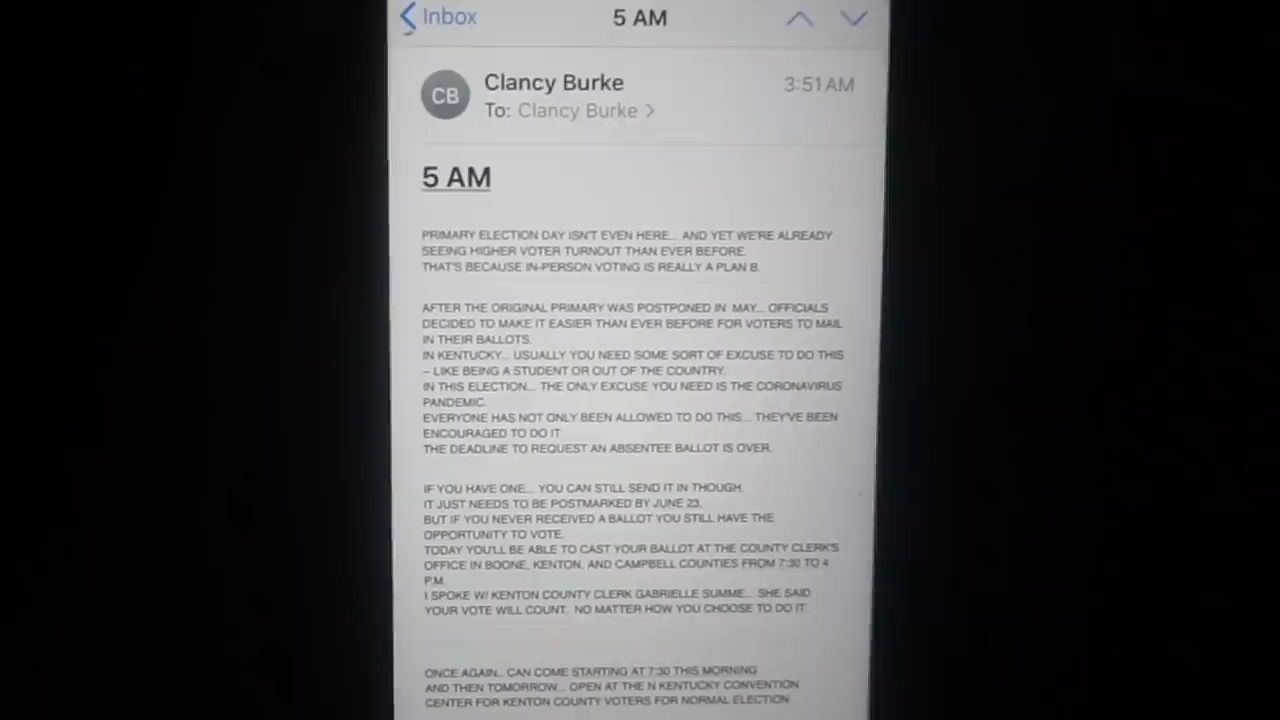 Inbox
5 AM
CB
Clancy Burke
3:51 AM
To: Clancy Burke >
5 AM
PRIMARY ELECTION DAY ISN'T EVEN HERE... AND YET WE'RE ALREADY
SEEING HIGHER VOTER TURNOUT THAN EVER BEFORE.
THAT'S BECAUSE IN-PERSON VOTING IS REALLY A PLAN B.
AFTER THE ORIGINAL PRIMARY WAS POSTPONED IN MAY... OFFICIALS
DECIDED TO MAKE IT EASIER THAN EVER BEFORE FOR VOTERS TO MAIL
IN THEIR BALLOTS.
IN KENTUCKY... USUALLY YOU NEED SOME SORT OF EXCUSE TO DO THIS
– LIKE BEING A STUDENT OR OUT OF THE COUNTRY.
IN THIS ELECTION... THE ONLY EXCUSE YOU NEED IS THE CORONAVIRUS
PANDEMIC.
EVERYONE HAS NOT ONLY BEEN ALLOWED TO DO THIS... THEY'VE BEEN
ENCOURAGED TO DO IT.
THE DEADLINE TO REQUEST AN ABSENTEE BALLOT IS OVER.
IF YOU HAVE ONE... YOU CAN STILL SEND IT IN THOUGH.
IT JUST NEEDS TO BE POSTMARKED BY JUNE 23.
BUT IF YOU NEVER RECEIVED A BALLOT YOU STILL HAVE THE
OPPORTUNITY TO VOTE.
TODAY YOU'LL BE ABLE TO CAST YOUR BALLOT AT THE COUNTY CLERK'S
OFFICE IN BOONE, KENTON, AND CAMPBELL COUNTIES FROM 7:30 TO 4
P.M.
I SPOKE W/ KENTON COUNTY CLERK GABRIELLE SUMME... SHE SAID
YOUR VOTE WILL COUNT.. NO MATTER HOW YOU CHOOSE TO DO IT.
ONCE AGAIN... CAN COME STARTING AT 7:30 THIS MORNING
AND THEN TOMORROW... OPEN AT THE N KENTUCKY CONVENTION
CENTER FOR KENTON COUNTY VOTERS FOR NORMAL ELECTION